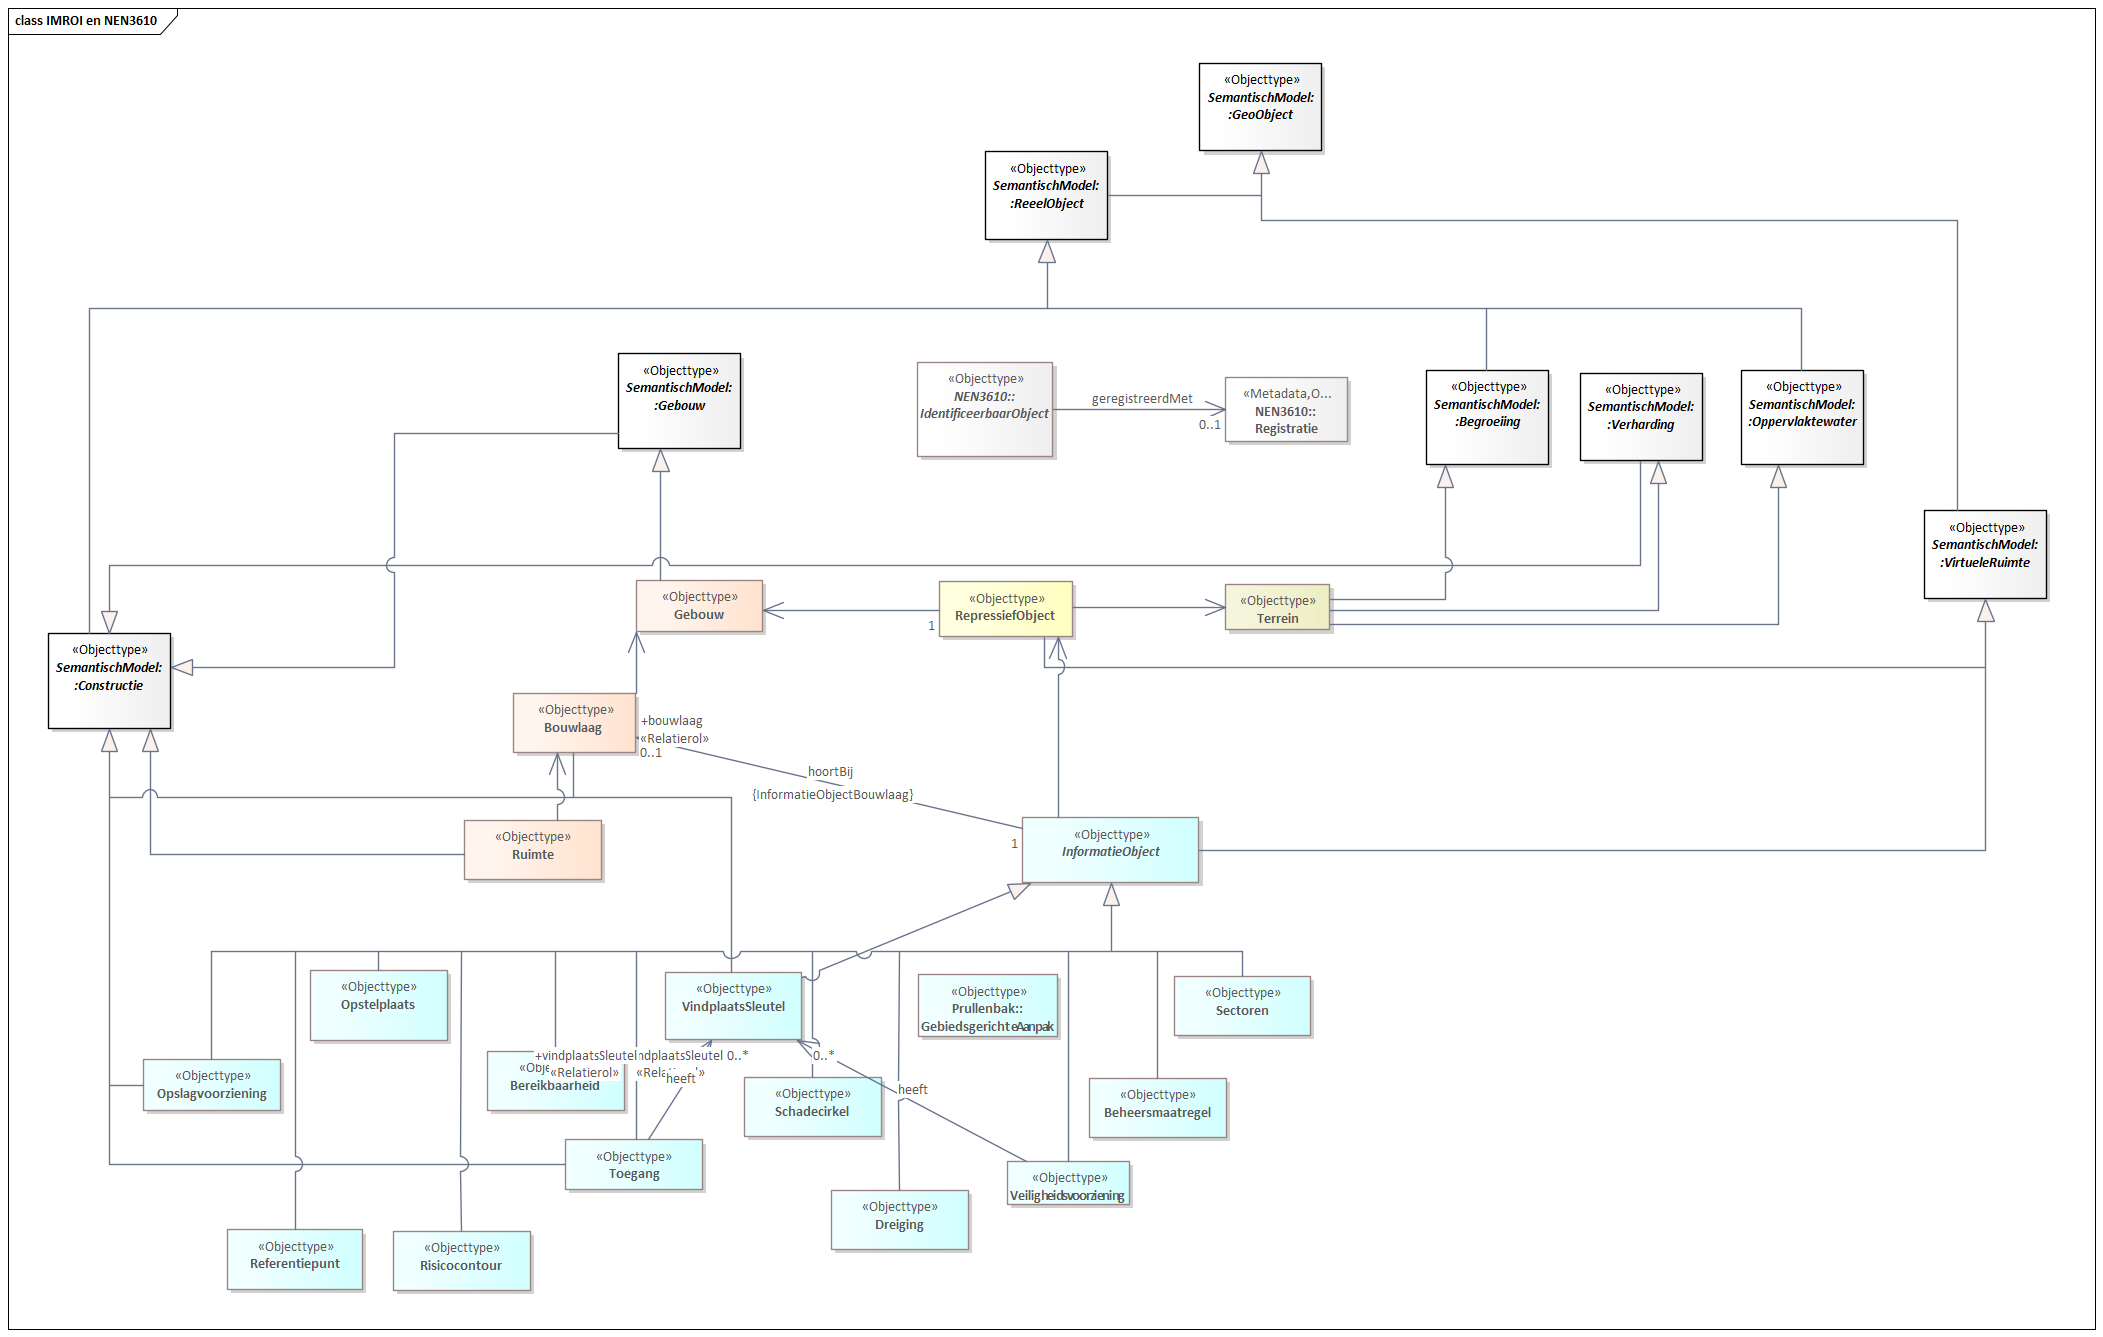 class IMROI en NEN3610
«Objecttype»
SemantischModel:
:GeoObject
«Objecttype»
SemantischModel:
:ReeelObject
«Objecttype»
SemantischModel:
:Gebouw
«Objecttype»
NEN3610::
IdentificeerbaarObject
geregistreerdMet
0..1
«Metadata,O...
NEN3610::
Registratie
«Objecttype»
SemantischModel:
:Begroeiing
«Objecttype»
SemantischModel:
:Verharding
«Objecttype»
SemantischModel:
:Oppervlaktewater
«Objecttype»
SemantischModel:
:VirtueleRuimte
«Objecttype»
Gebouw
1
«Objecttype»
RepressiefObject
«Objecttype»
Terrein
«Objecttype»
SemantischModel:
:Constructie
«Objecttype»
Bouwlaag
+bouwlaag
«Relatierol»
0..1
hoortBij
{InformatieObjectBouwlaag}
«Objecttype»
Ruimte
1
«Objecttype»
InformatieObject
«Objecttype»
Opstelplaats
«Objecttype»
VindplaatsSleutel
«Objecttype»
Prullenbak::
GebiedsgerichteAanpak
«Objecttype»
Sectoren
+vindplaatsSleutel
ndplaatsSleutel 0..*
0..*
«Relatierol»
heeft
heeft
«Objecttype»
Opslagvoorziening
Bereikbaarheid
«Objecttype»
Schadecirkel
«Objecttype»
Beheersmaatregel
«Objecttype»
Toegang
«Objecttype»
Veiligheidsvoorziening
«Objecttype»
Dreiging
«Objecttype»
Referentiepunt
«Objecttype»
Risicocontour